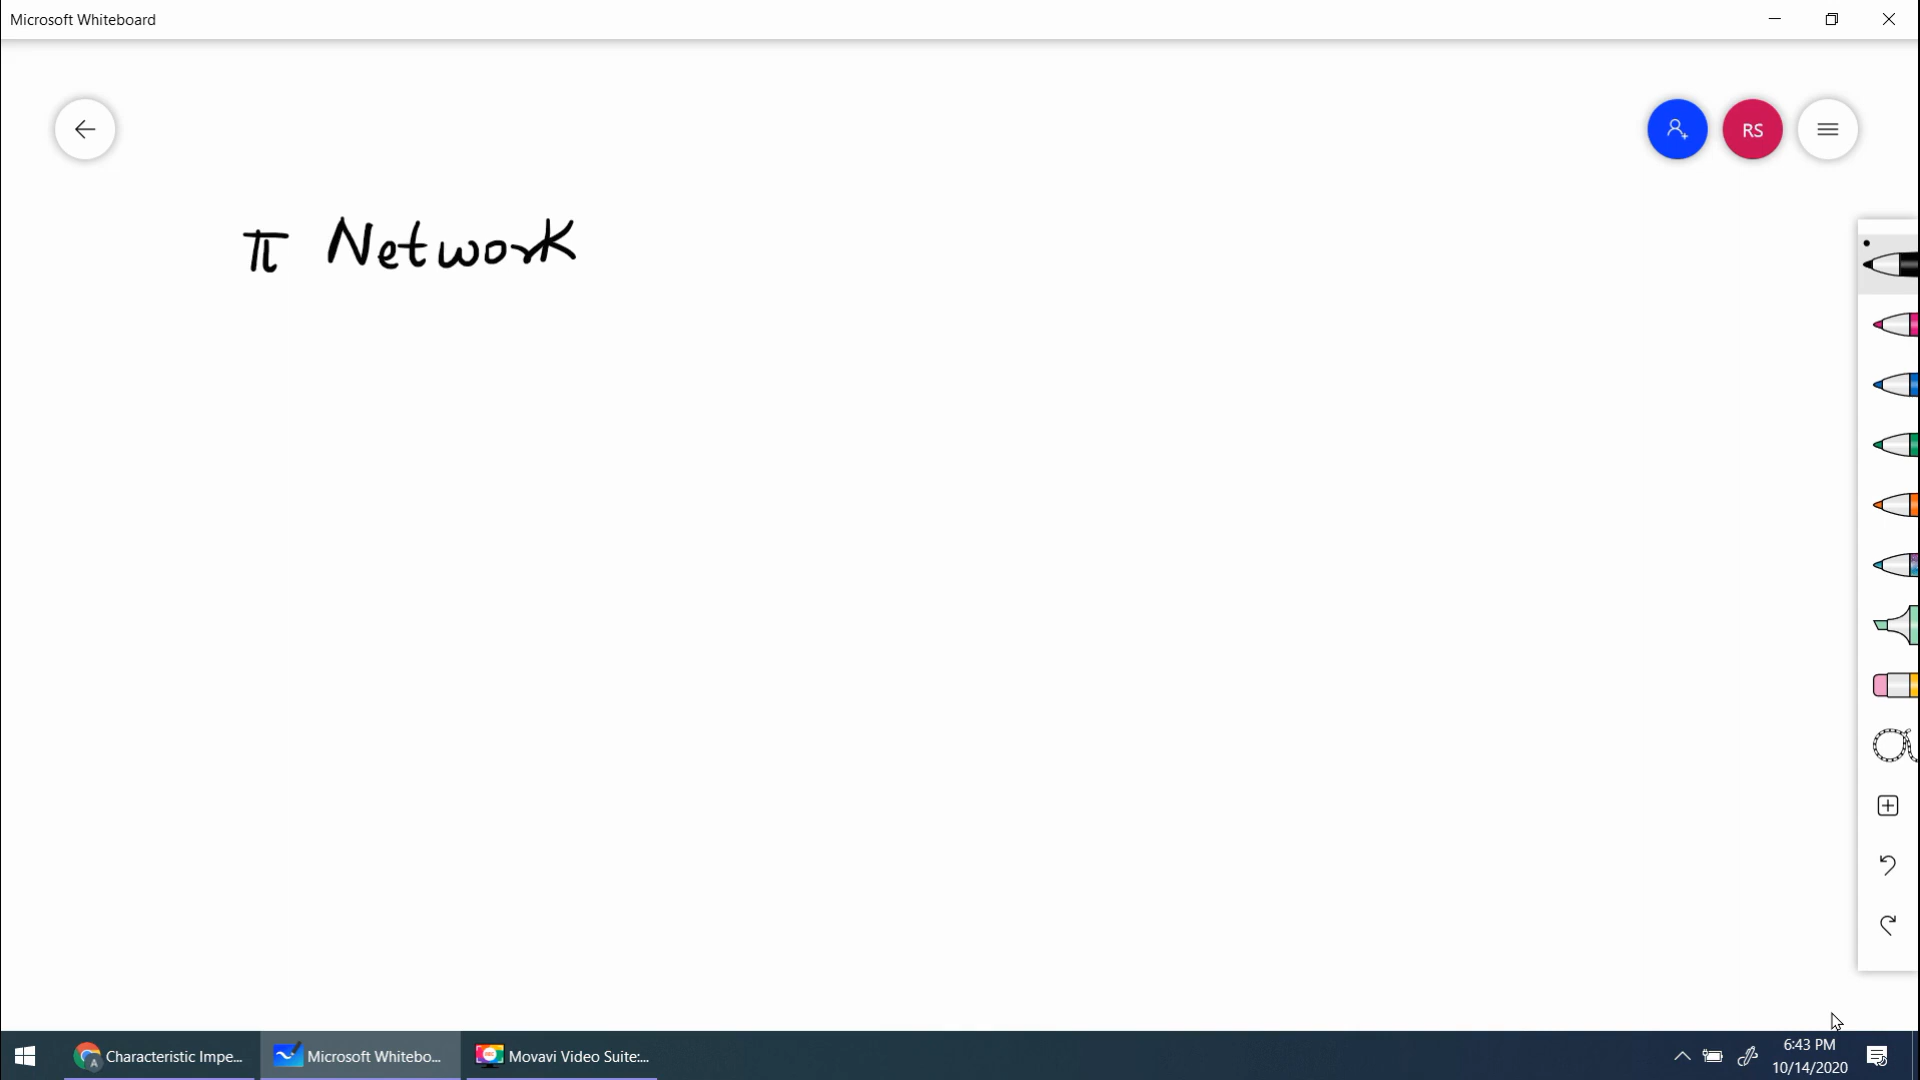 Microsoft Whiteboard
RS
π Network
Characteristic Impe...
Microsoft Whitebo...
Movavi Video Suite:...
6:43 PM
10/14/2020